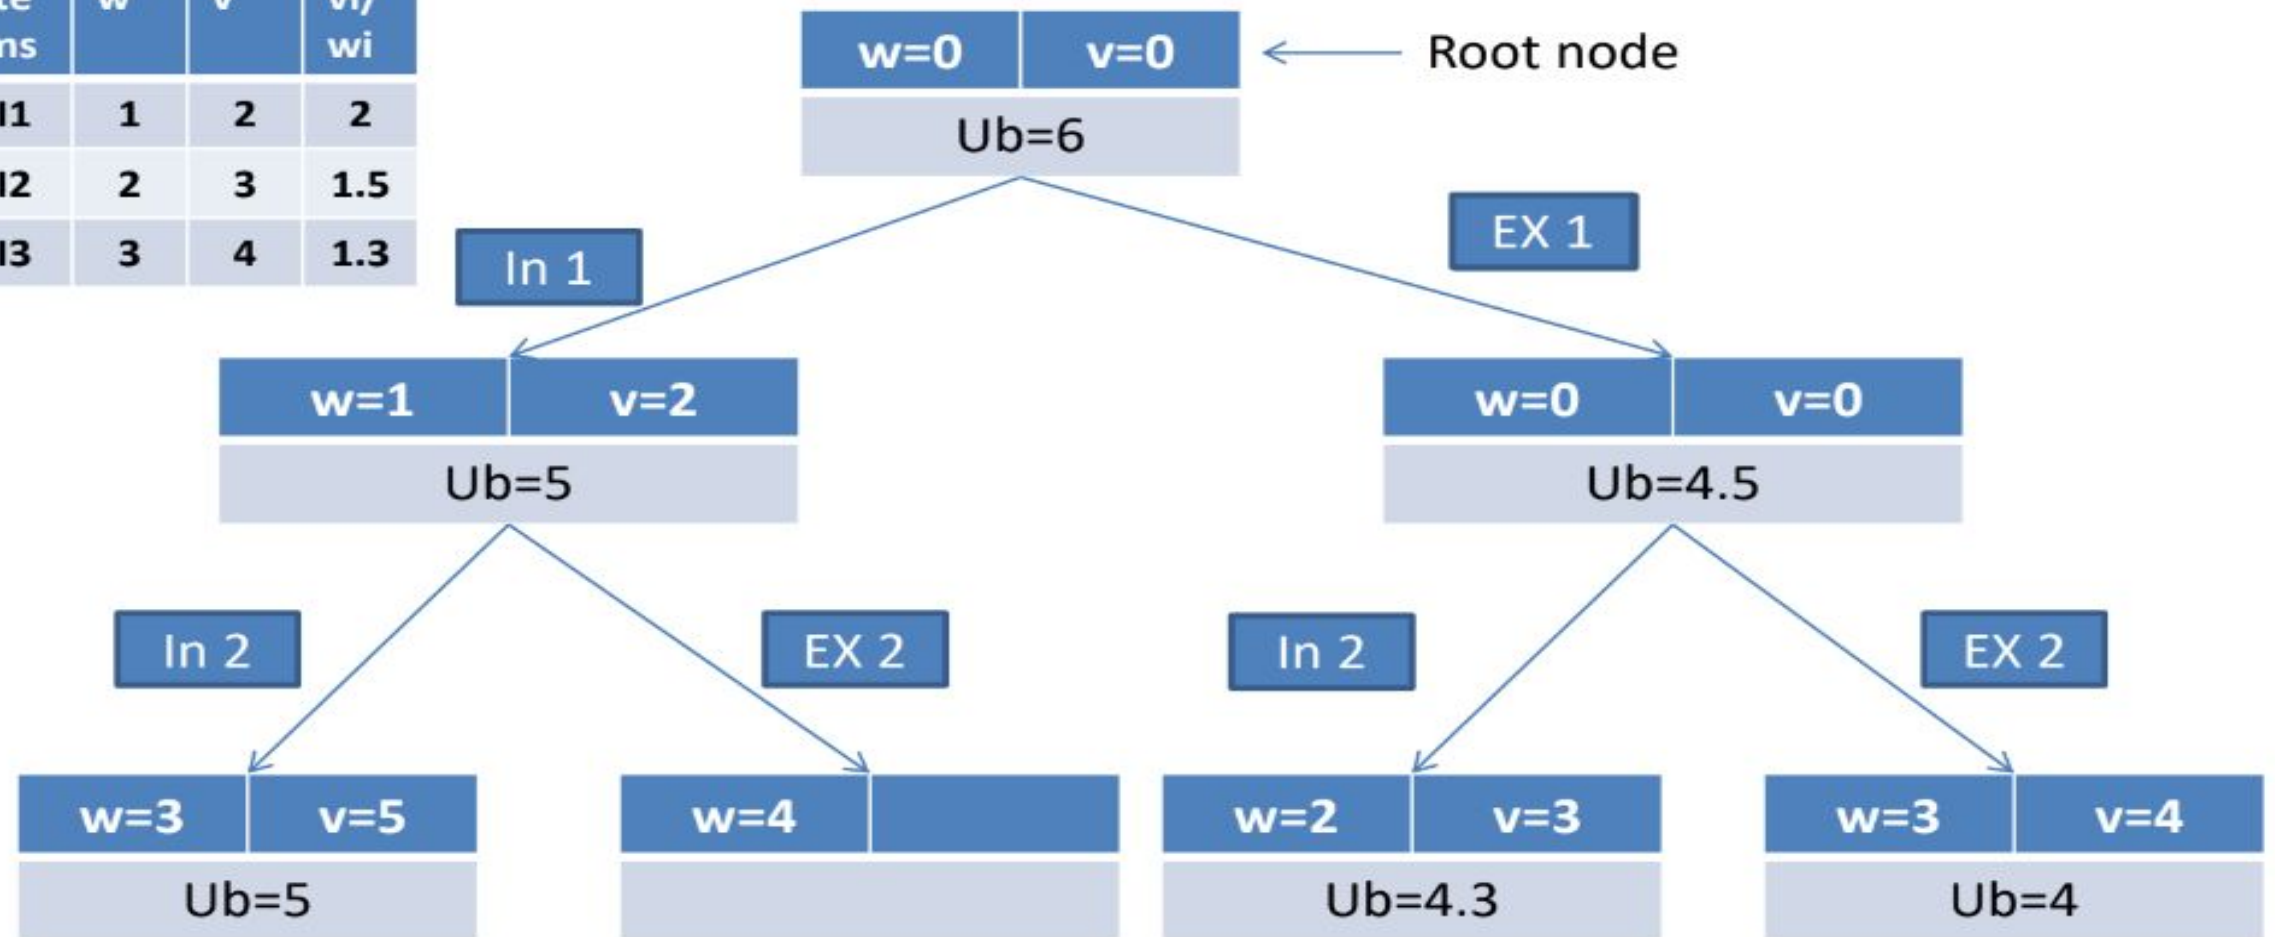 w v vi/
wi
1 2 2
2 3 1.5
3 4 1.3
w=0 v=0
Root node
Ub=6
In 1
EX 1
w=1 v=2
Ub=5
w=0 v=0
Ub=4.5
In 2
EX 2
In 2
EX 2
w=3 v=5
Ub=5
w=4
w=2 v=3
Ub=4.3
w=3 v=4
Ub=4